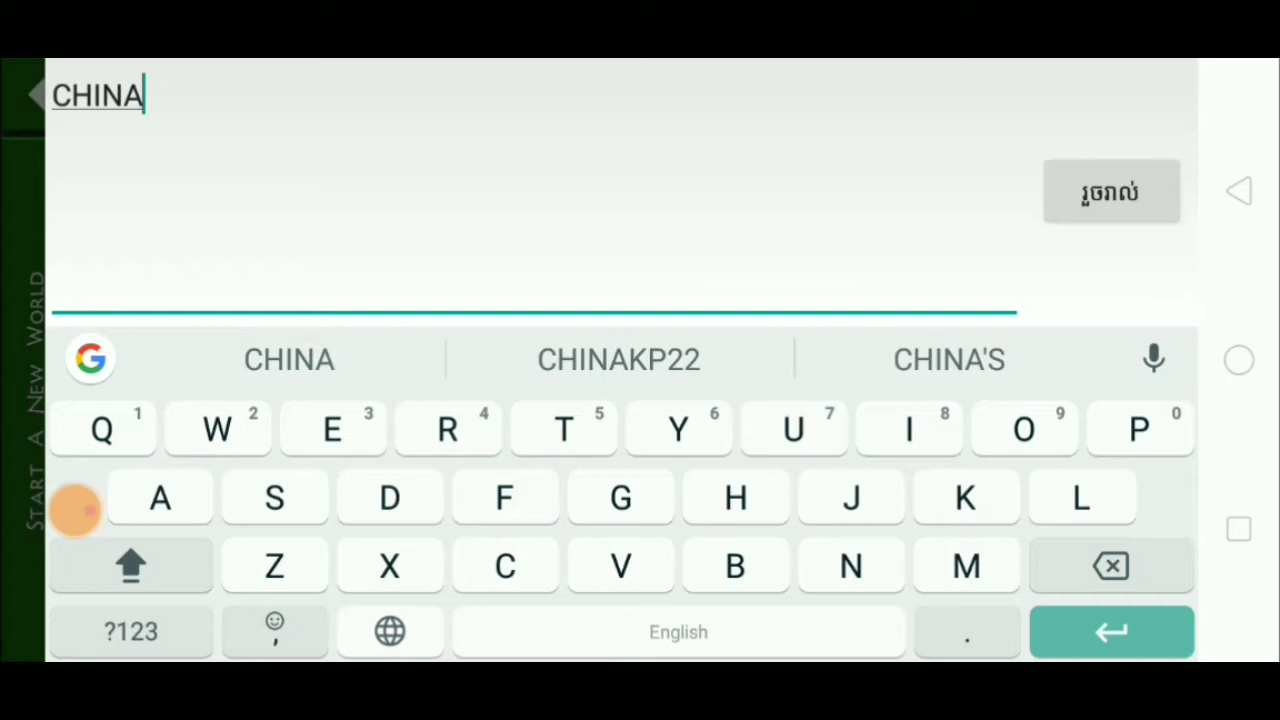 CHINA
រួចរាល់
START A NEW WORLD
CHINA CHINAKP22 CHINA'S
Q 1 W 2 E 3 R 4 T 5 Y 6 U 7 I 8 O 9 P 0
A S D F G H J K L
Z X C V B N M
?123 , English .